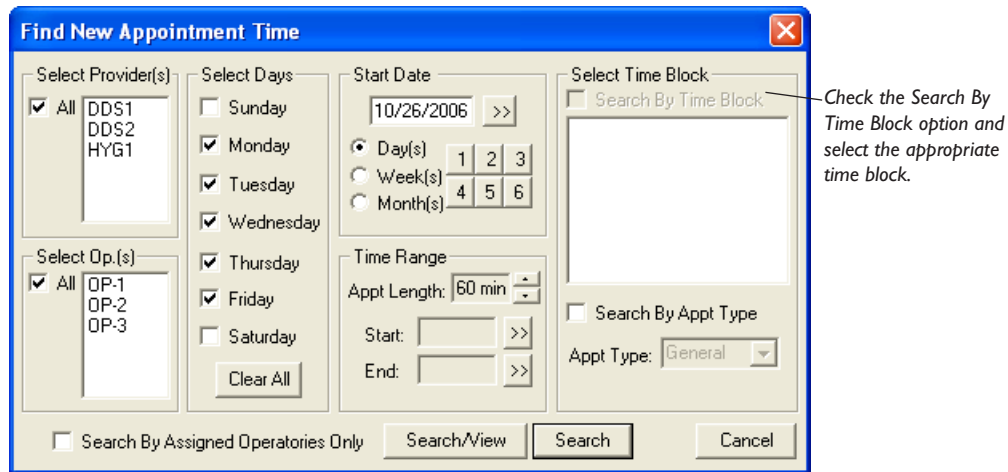 Find New Appointment Time
Select Provider(s)
All
DDS1
DDS2
HYG1
Select Op.(s)
All
OP-1
OP-2
OP-3
Select Days
Sunday
Monday
Tuesday
Wednesday
Thursday
Friday
Saturday
Clear All
Start Date
10/26/2006 >>
Day(s)
Week(s)
Month(s)
1 2 3
4 5 6
Time Range
Appt Length: 60 min
Start: >>
End: >>
Select Time Block
Search By Time Block
Search By Appt Type
Appt Type: General
Search By Assigned Operatories Only
Search/View
Search
Cancel
Check the Search By
Time Block option and
select the appropriate
time block.